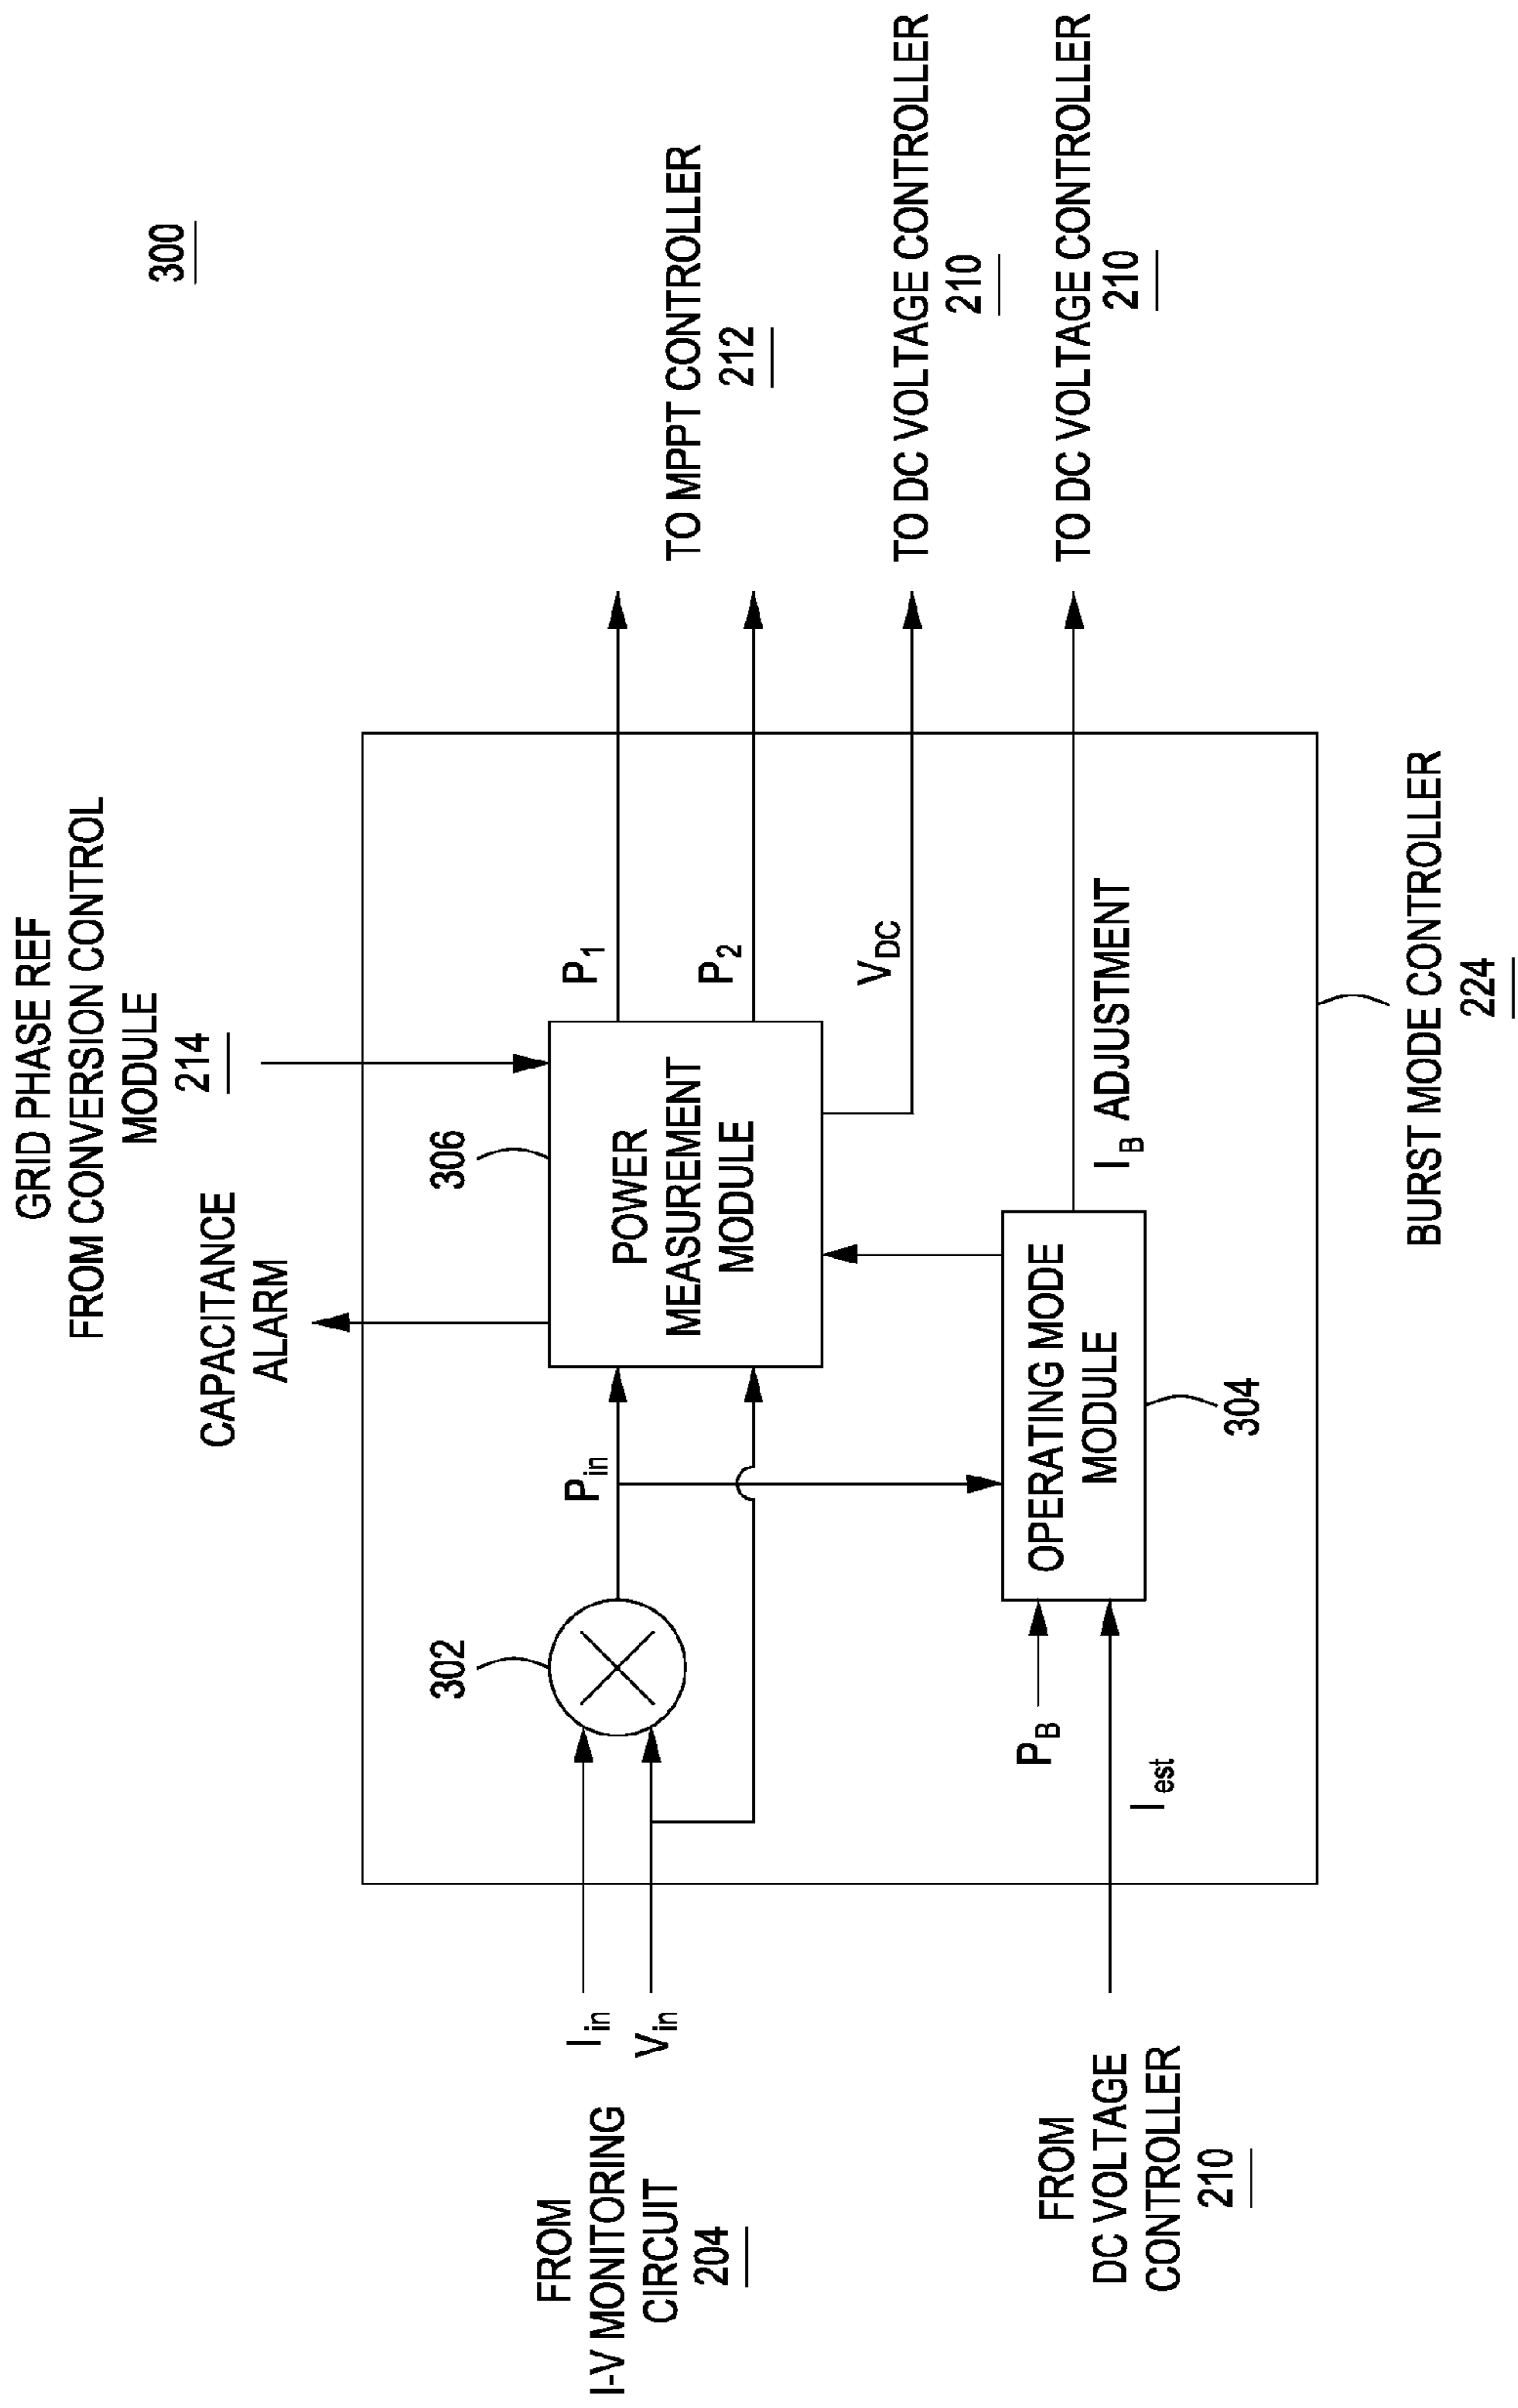 300
GRID PHASE REF
FROM CONVERSION CONTROL
MODULE
214
CAPACITANCE
ALARM
306
POWER
MEASUREMENT
MODULE
P1
P2
VDC
TO MPPT CONTROLLER
212
TO DC VOLTAGE CONTROLLER
210
TO DC VOLTAGE CONTROLLER
210
302
Pin
FROM
I-V MONITORING
CIRCUIT
204
Iin
Vin
OPERATING MODE
MODULE
304
IB ADJUSTMENT
PB
Iest
FROM
DC VOLTAGE
CONTROLLER
210
BURST MODE CONTROLLER
224